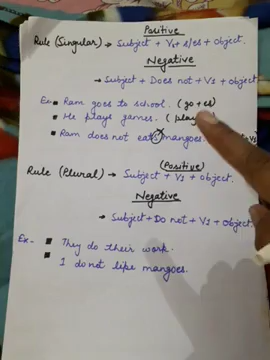 Positive
Rule (Singular) → Subject + V1 + s/es + object.
Negative
→ Subject + Does not + V1 + object
Ex- ▪ Ram goes to school. (go+es)
▪ He plays games. (play
▪ Ram does not eat(s)× mangoes.
(Positive)
Rule (Plural) → Subject + V1 + object.
Negative
→ Subject + Do not + V1 + object.
Ex- ▪ They do their work.
▪ I do not like mangoes.